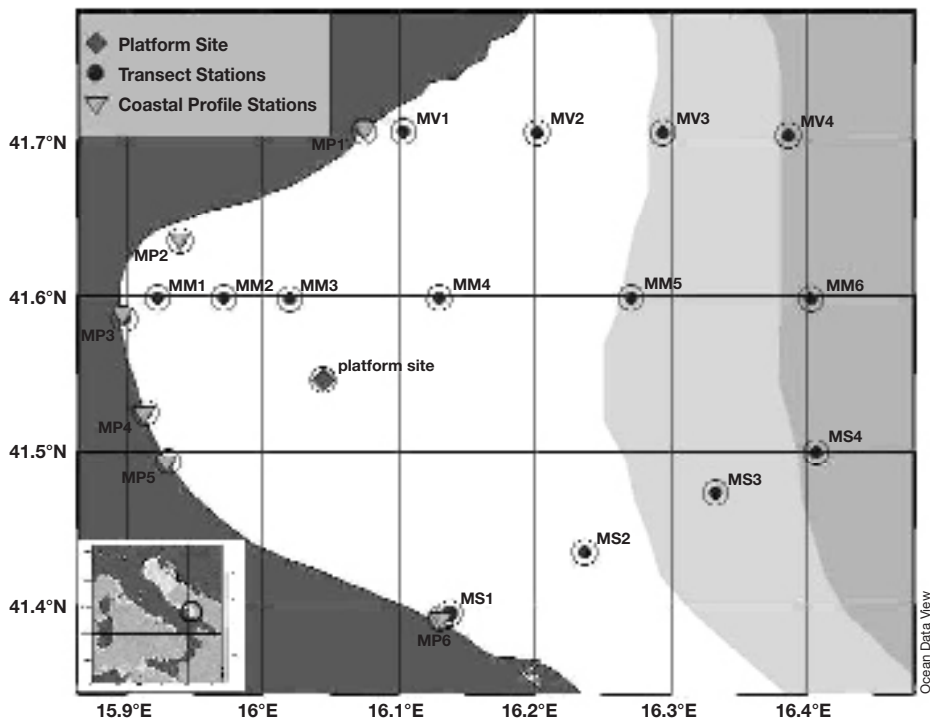 Platform Site
Transect Stations
Coastal Profile Stations
MV1
MV2
MV3
MV4
41.7°N
MP1
MP2
MM1
MM2
MM3
MM4
MM5
MM6
41.6°N
MP3
platform site
MP4
MS4
41.5°N
MP5
MS3
MS2
MS1
41.4°N
MP6
Ocean Data View
15.9°E
16°E
16.1°E
16.2°E
16.3°E
16.4°E